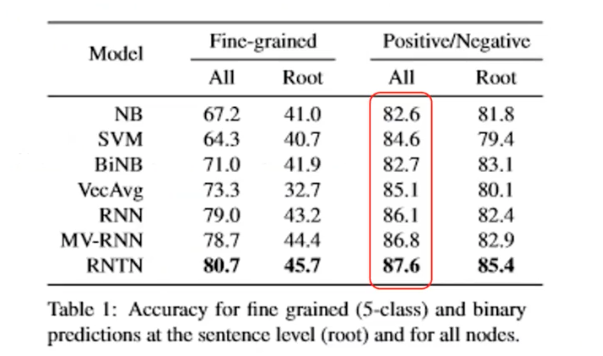 Model Fine-grained Positive/Negative
All Root All Root
NB 67.2 41.0 82.6 81.8
SVM 64.3 40.7 84.6 79.4
BiNB 71.0 41.9 82.7 83.1
VecAvg 73.3 32.7 85.1 80.1
RNN 79.0 43.2 86.1 82.4
MV-RNN 78.7 44.4 86.8 82.9
RNTN 80.7 45.7 87.6 85.4
Table 1: Accuracy for fine grained (5-class) and binary
predictions at the sentence level (root) and for all nodes.